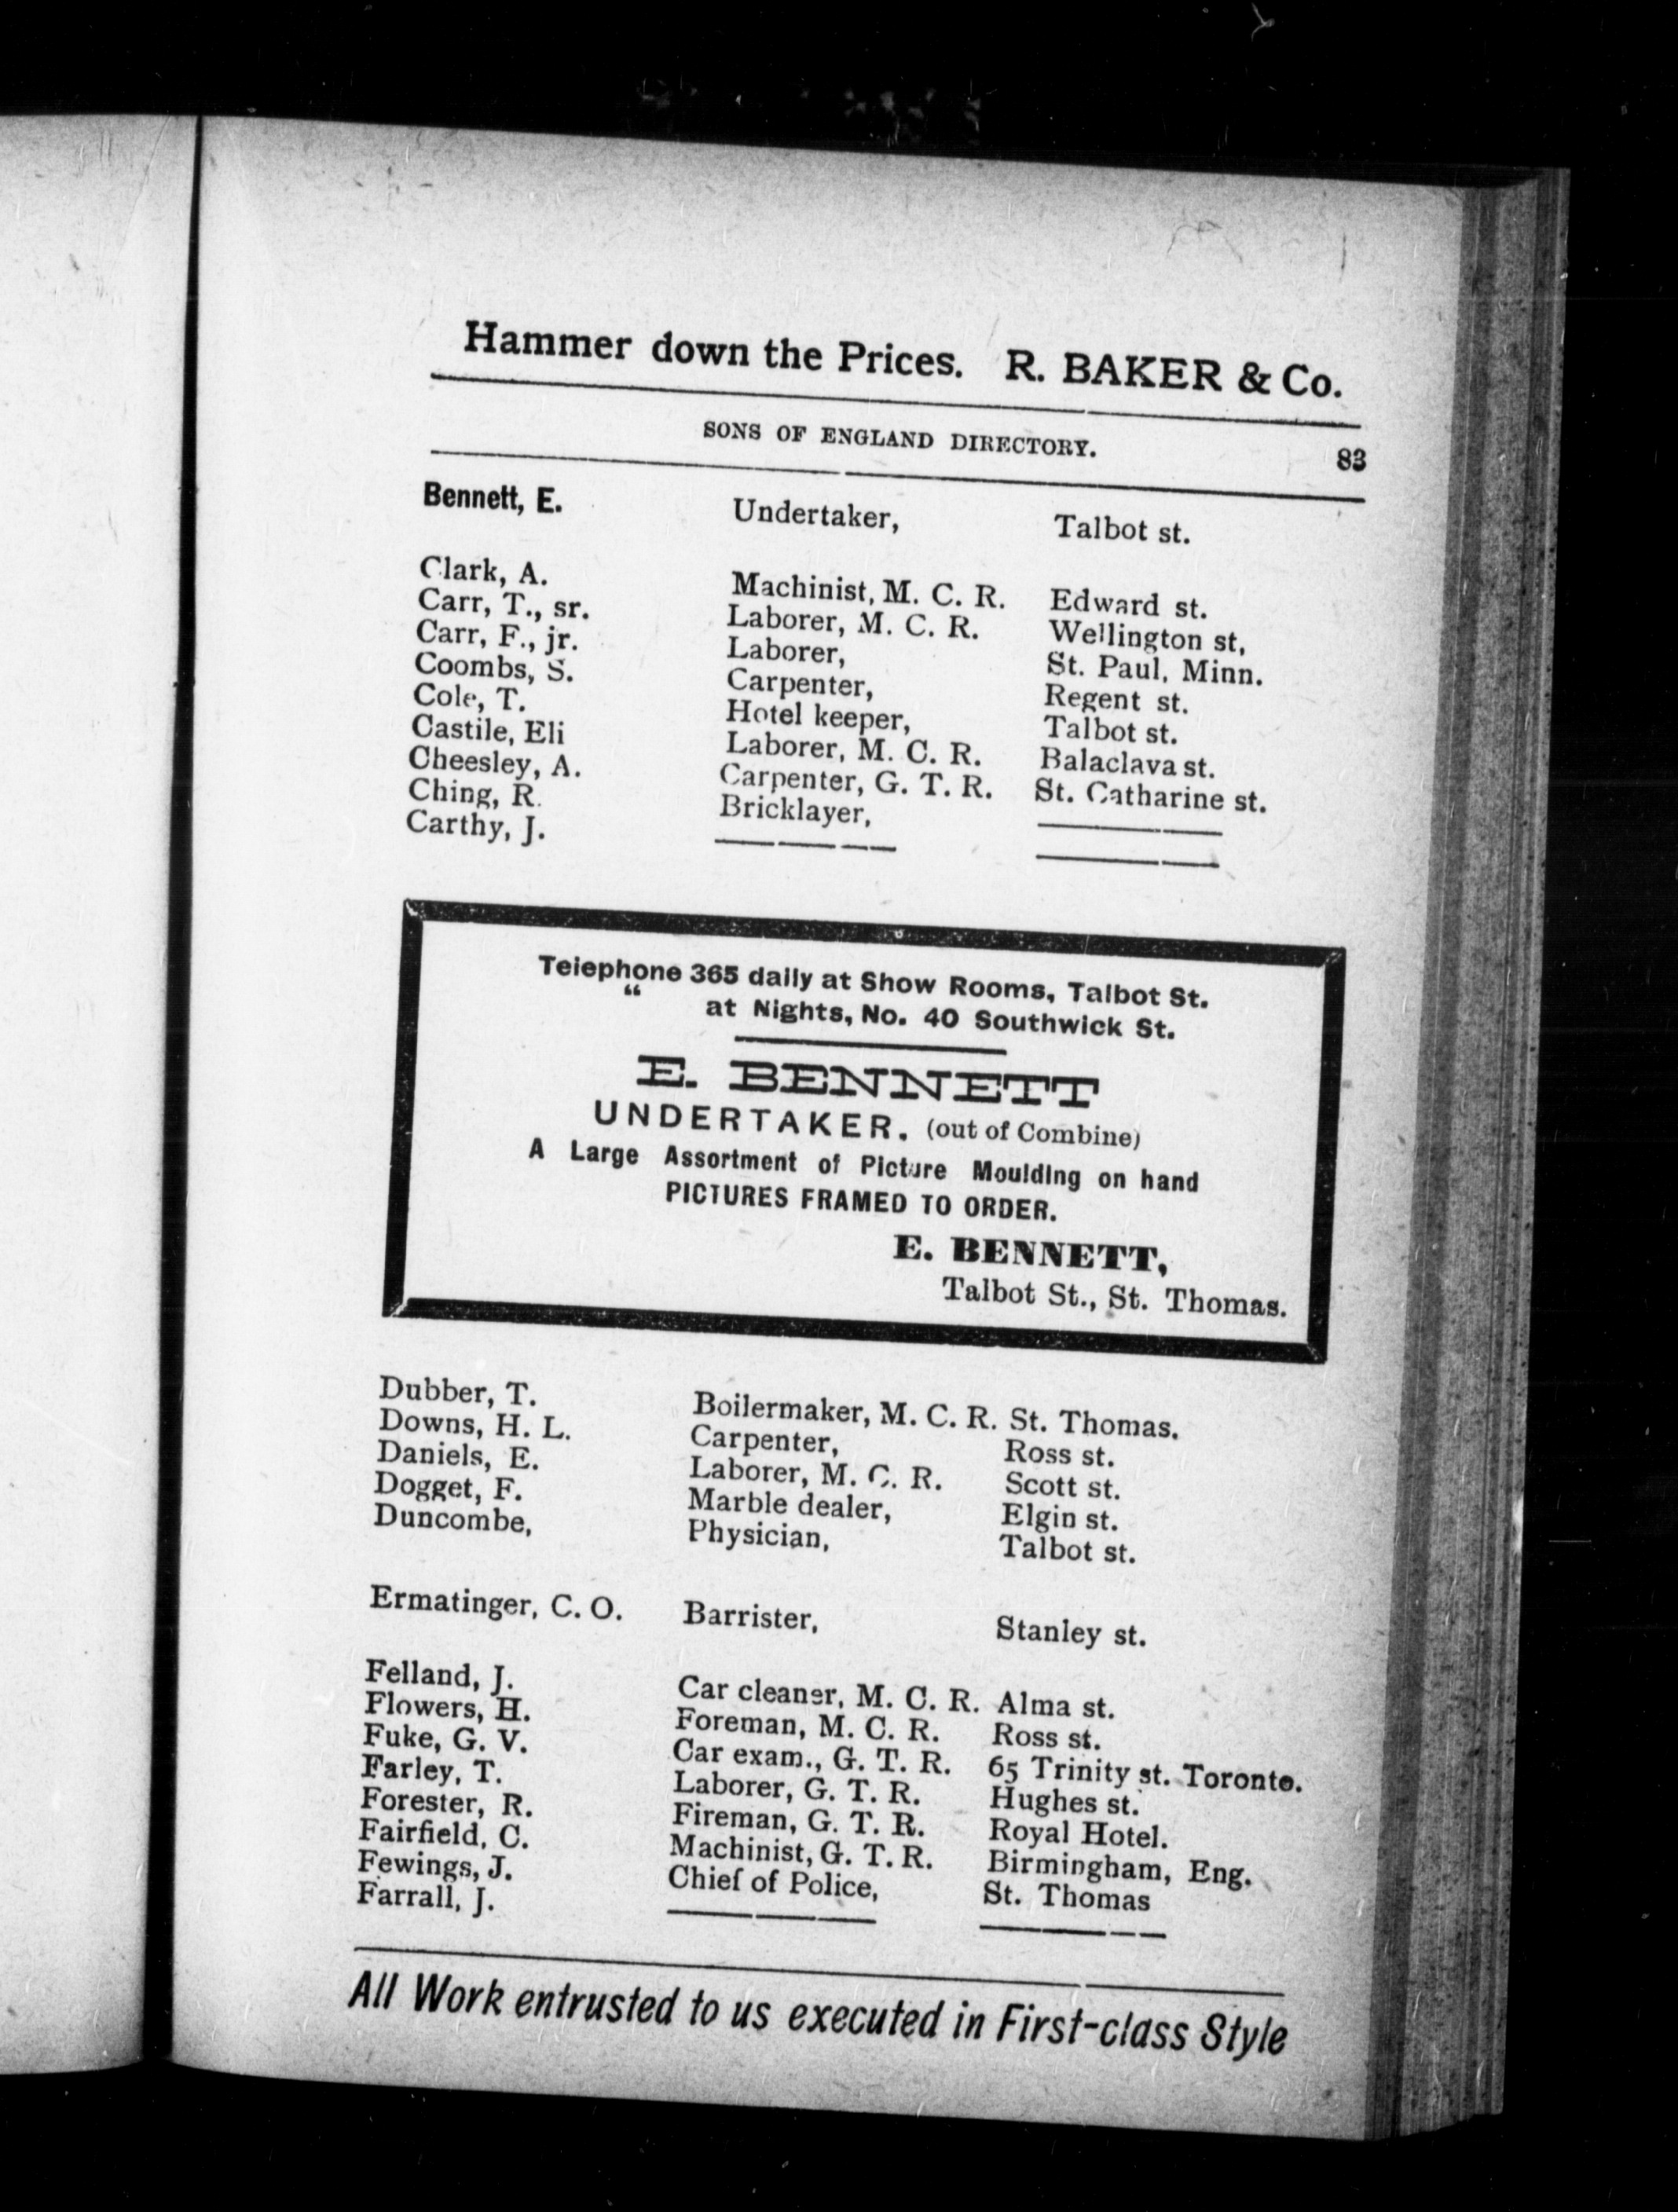 Hammer down the Prices. R. BAKER & Co.
SONS OF ENGLAND DIRECTORY. 83
Bennett, E. Undertaker, Talbot st.
Clark, A. Machinist, M. C. R. Edward st.
Carr, T., sr. Laborer, M. C. R. Wellington st,
Carr, F., jr. Laborer, St. Paul, Minn.
Coombs, S. Carpenter, Regent st.
Cole, T. Hotel keeper, Talbot st.
Castile, Eli Laborer, M. C. R. Balaclava st.
Cheesley, A. Carpenter, G. T. R. St. Catharine st.
Ching, R. Bricklayer,
Carthy, J.
Telephone 365 daily at Show Rooms, Talbot St.
“ at Nights, No. 40 Southwick St.
E. BENNETT
UNDERTAKER. (out of Combine)
A Large Assortment of Picture Moulding on hand
PICTURES FRAMED TO ORDER.
E. BENNETT,
Talbot St., St. Thomas.
Dubber, T. Boilermaker, M. C. R. St. Thomas.
Downs, H. L. Carpenter, Ross st.
Daniels, E. Laborer, M. C. R. Scott st.
Dogget, F. Marble dealer, Elgin st.
Duncombe, Physician, Talbot st.
Ermatinger, C. O. Barrister, Stanley st.
Felland, J. Car cleaner, M. C. R. Alma st.
Flowers, H. Foreman, M. C. R. Ross st.
Fuke, G. V. Car exam., G. T. R. 65 Trinity st. Toronto.
Farley, T. Laborer, G. T. R. Hughes st.
Forester, R. Fireman, G. T. R. Royal Hotel.
Fairfield, C. Machinist, G. T. R. Birmingham, Eng.
Fewings, J. Chief of Police, St. Thomas
Farrall, J.
All Work entrusted to us executed in First-class Style